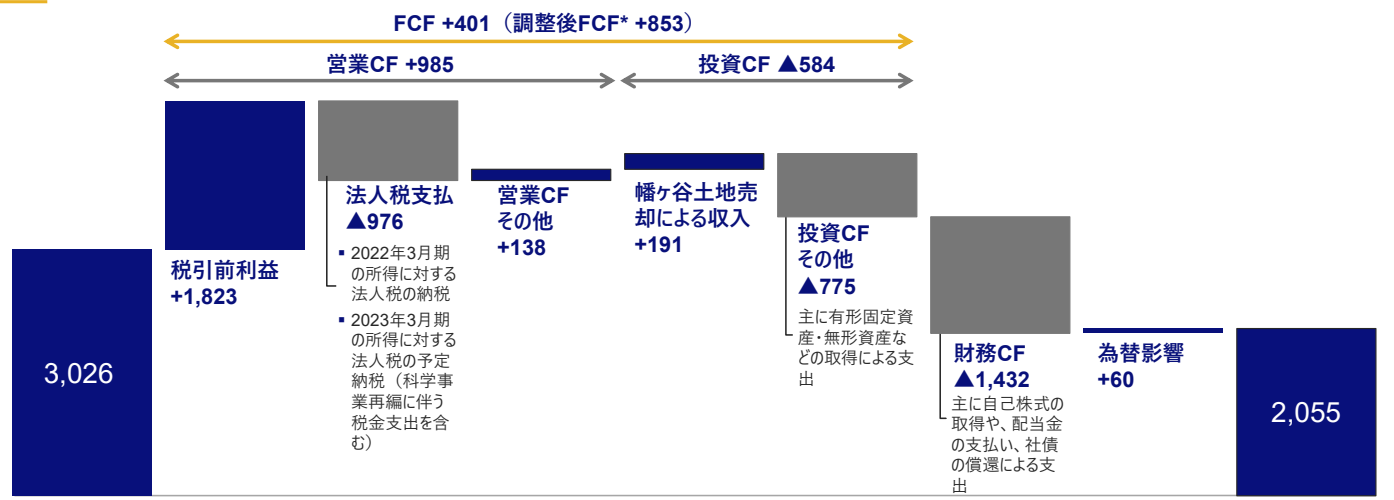 FCF +401（調整後FCF* +853）
営業CF +985
投資CF ▲584
3,026
税引前利益
+1,823
法人税支払
▲976
▪ 2022年3月期
の所得に対する
法人税の納税
▪ 2023年3月期
の所得に対する
法人税の予定
納税（科学事
業再編に伴う
税金支出を含
む）
営業CF
その他
+138
幡ヶ谷土地売
却による収入
+191
投資CF
その他
▲775
主に有形固定資
産・無形資産な
どの取得による支
出
財務CF
▲1,432
主に自己株式の
取得や、配当金
の支払い、社債
の償還による支
出
為替影響
+60
2,055